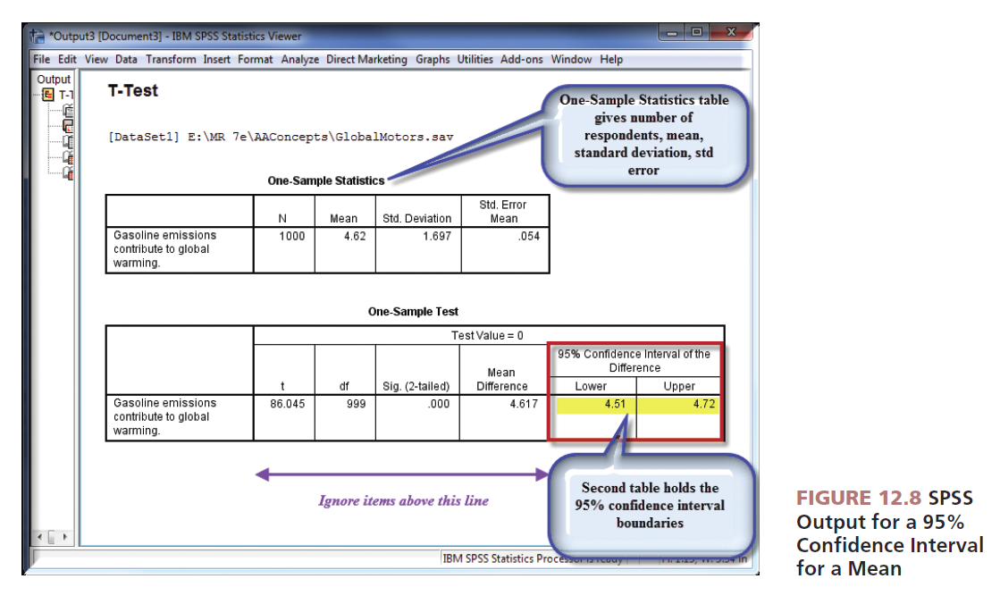 *Output3 [Document3] - IBM SPSS Statistics Viewer
File Edit View Data Transform Insert Format Analyze Direct Marketing Graphs Utilities Add-ons Window Help
Output
T-T
T-Test
[DataSet1] E:\MR 7e\AAConcepts\GlobalMotors.sav
One-Sample Statistics table
gives number of
respondents, mean,
standard deviation, std
error
One-Sample Statistics
N Mean Std. Deviation Std. Error
Mean
Gasoline emissions 1000 4.62 1.697 .054
contribute to global
warming.
One-Sample Test
Test Value = 0
t df Sig. (2-tailed) Mean
Difference 95% Confidence Interval of the
Difference
Lower Upper
Gasoline emissions 86.045 999 .000 4.617 4.51 4.72
contribute to global
warming.
Ignore items above this line
Second table holds the
95% confidence interval
boundaries
IBM SPSS Statistics
FIGURE 12.8 SPSS
Output for a 95%
Confidence Interval
for a Mean